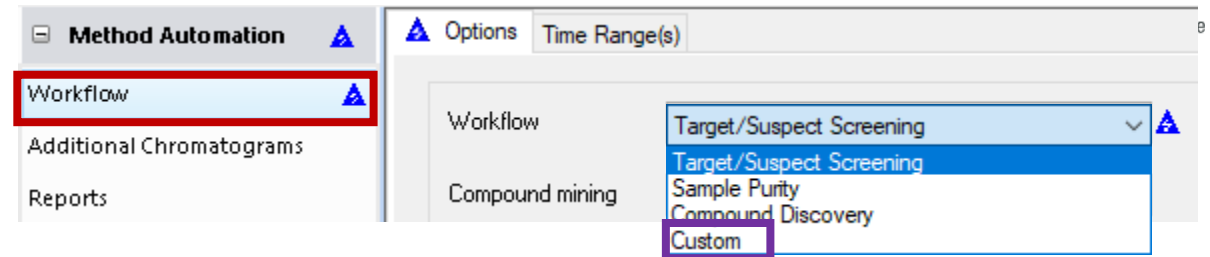 Method Automation
Options
Time Range(s)
e
Workflow
Workflow
Target/Suspect Screening
Additional Chromatograms
Target/Suspect Screening
Reports
Compound mining
Sample Purity
Compound Discovery
Custom